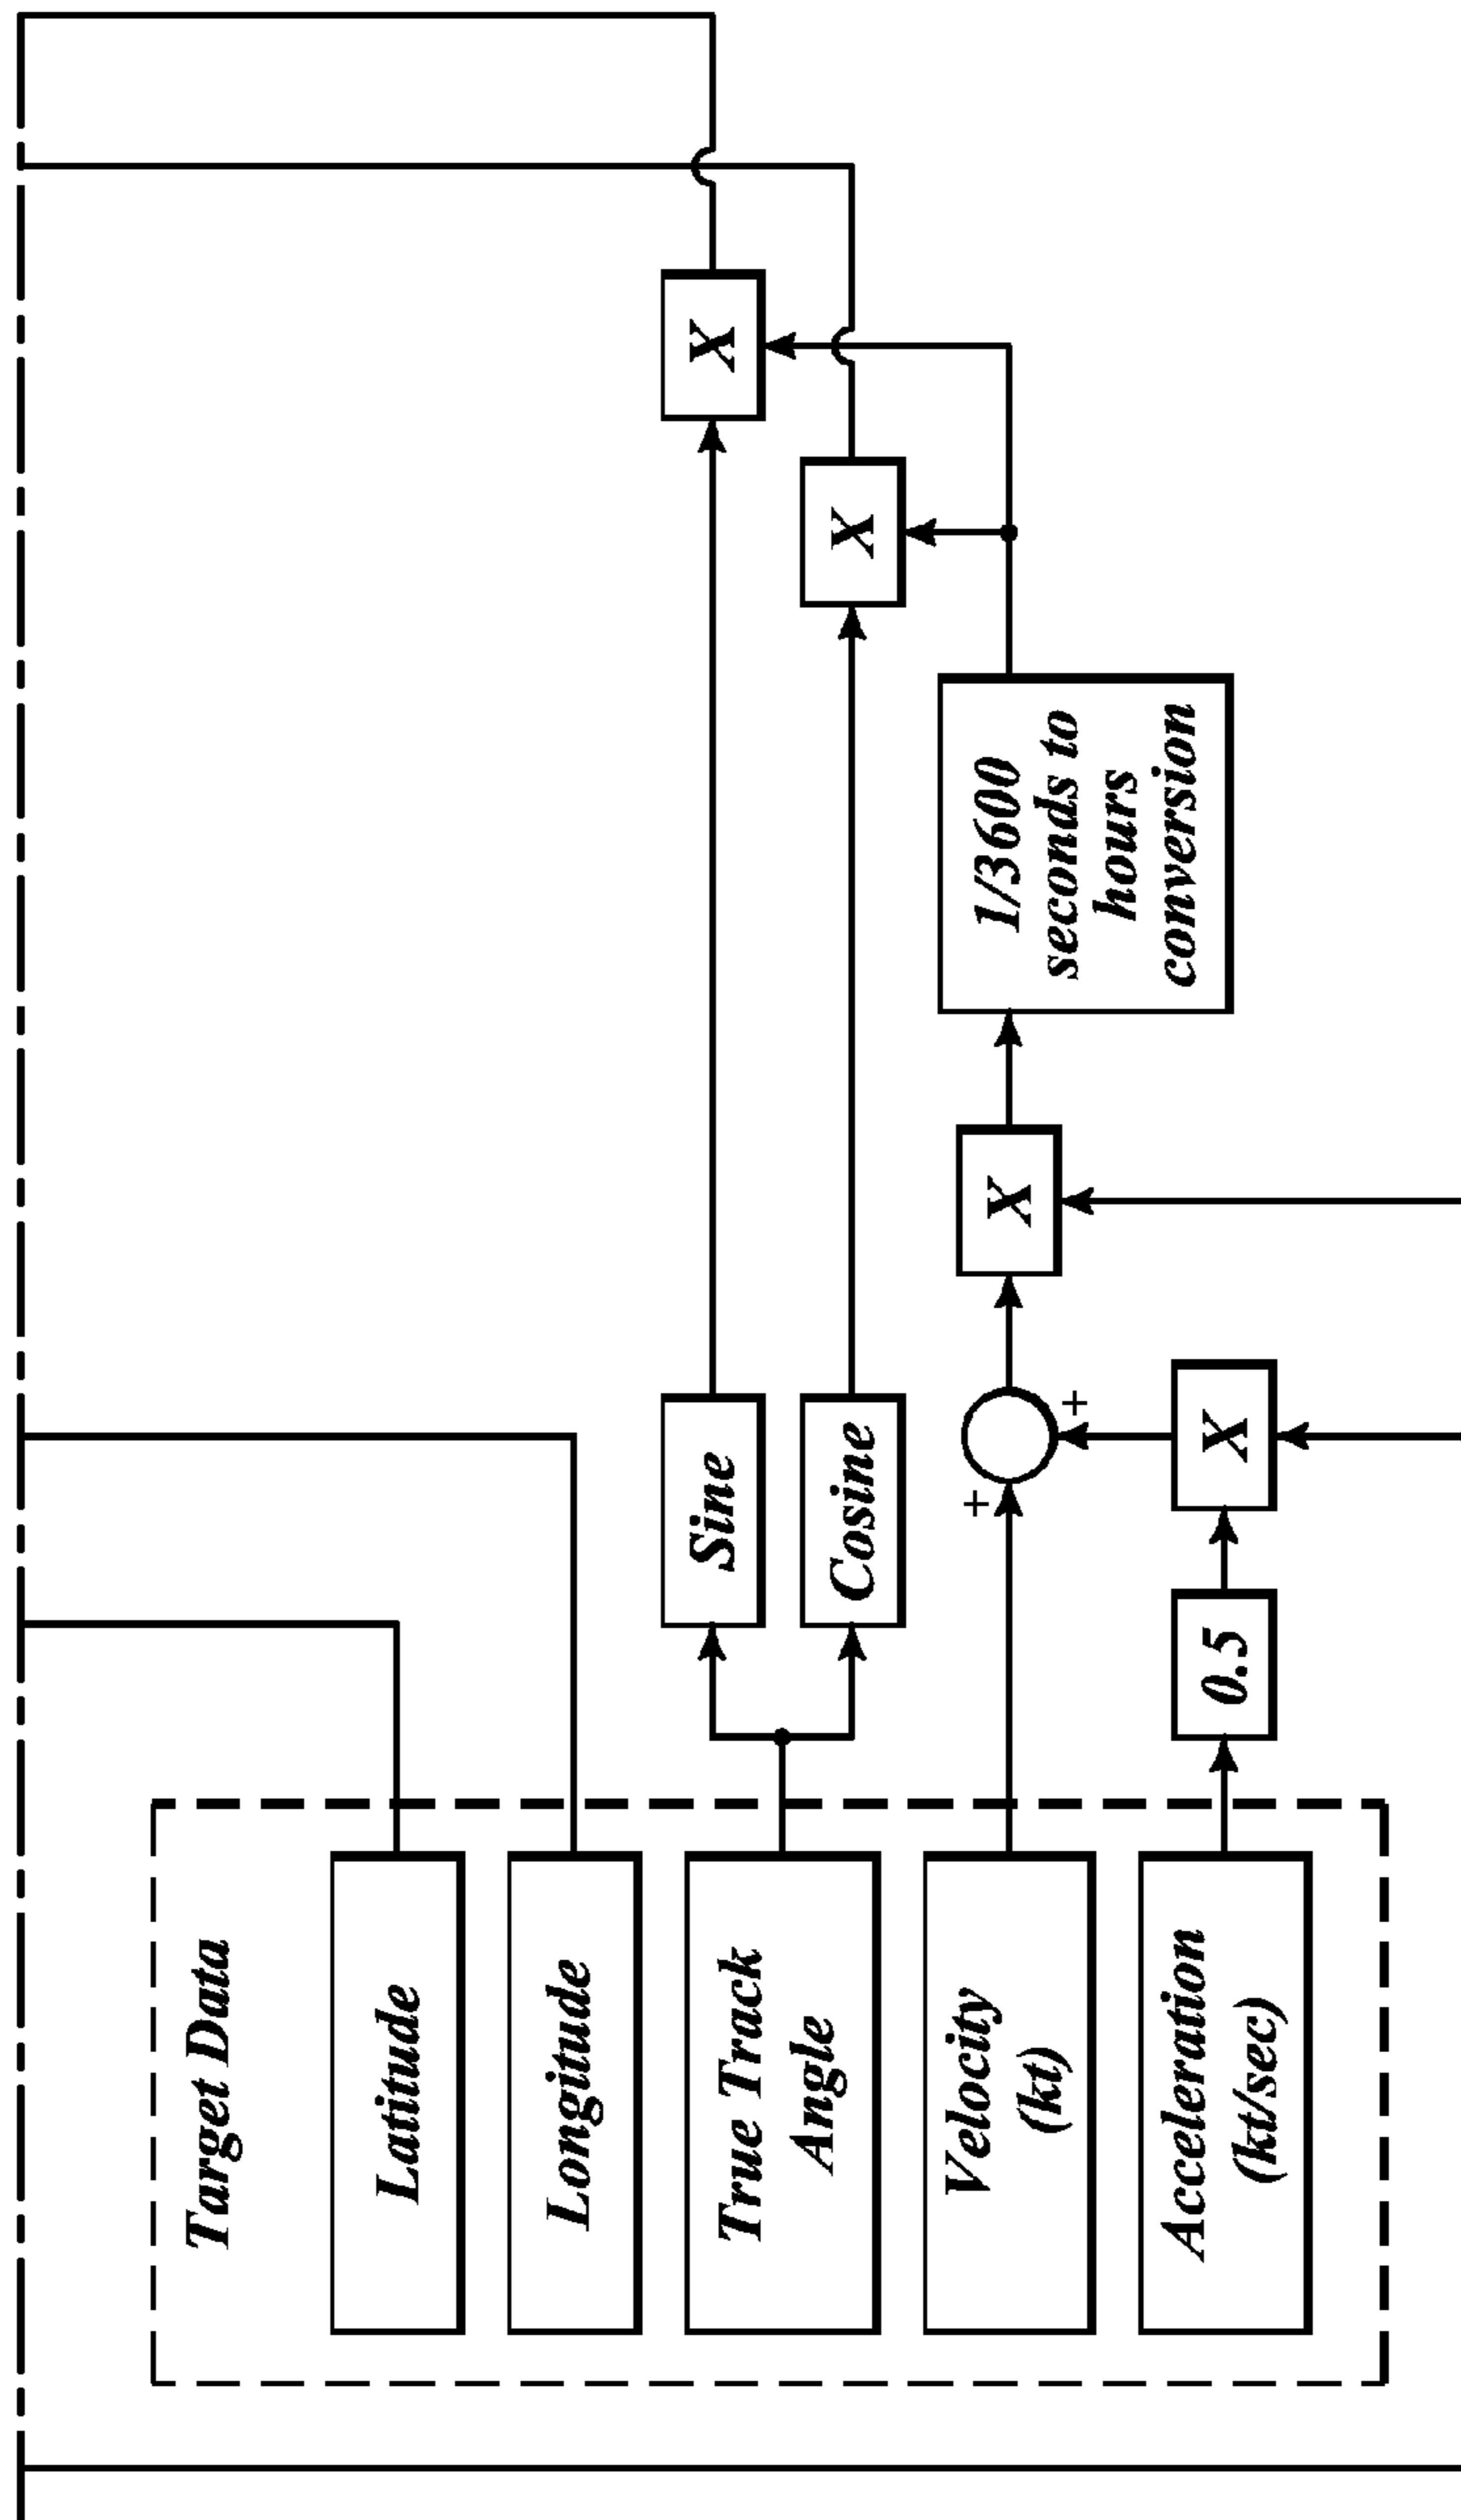 Target Data
Latitude
Longitude
True Track
Angle
Velocity
(kt)
Acceleration
(kt/sec)
Sine
Cosine
0.5
X
+
+
X
1/3600
seconds to
hours
conversion
X
X